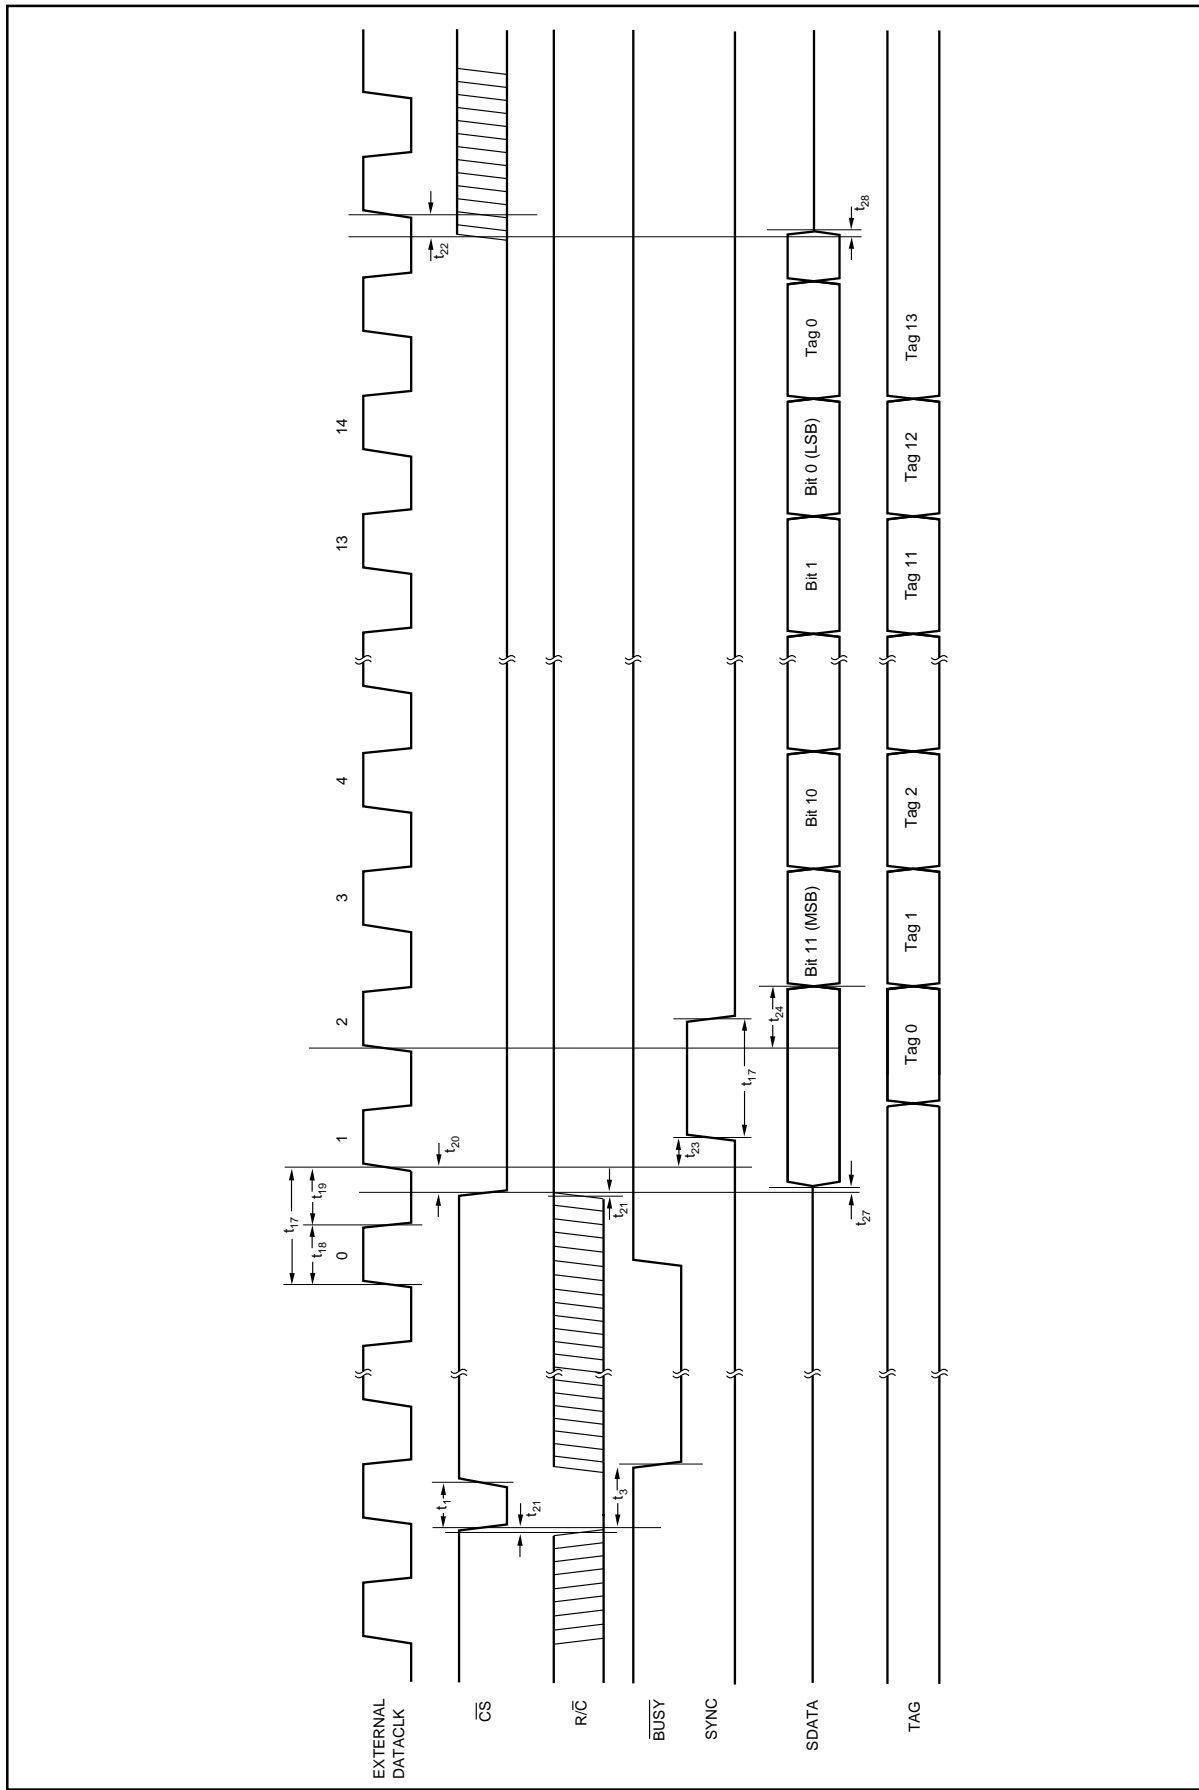 EXTERNAL
DATACLK
0
1
2
3
4
13
14
t17
t18
t19
t20
t22
CS
t1
t21
R/C
t21
t3
BUSY
SYNC
t23
t17
SDATA
t27
t24
Bit 11 (MSB)
Bit 10
Bit 1
Bit 0 (LSB)
Tag 0
t28
TAG
Tag 0
Tag 1
Tag 2
Tag 11
Tag 12
Tag 13